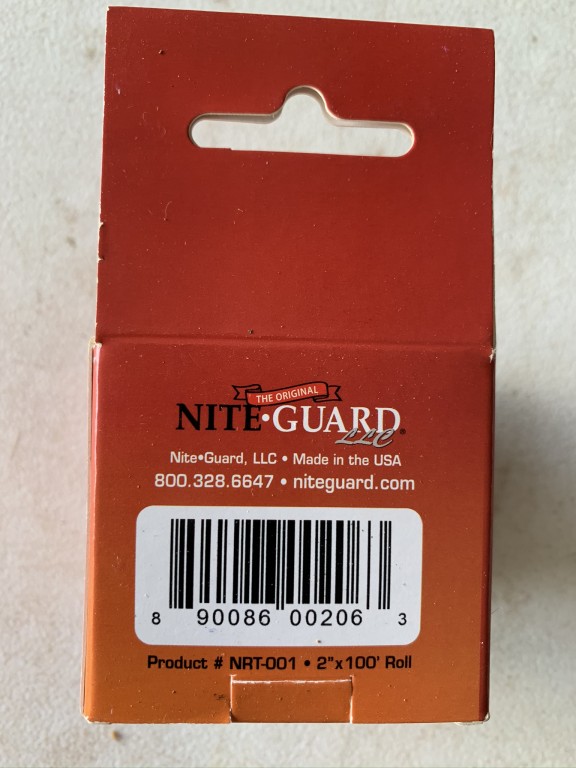 THE ORIGINAL
NITE•GUARD
LLC®
Nite•Guard, LLC • Made in the USA
800.328.6647 • niteguard.com
8 90086 00206 3
Product # NRT-001 • 2"x100' Roll